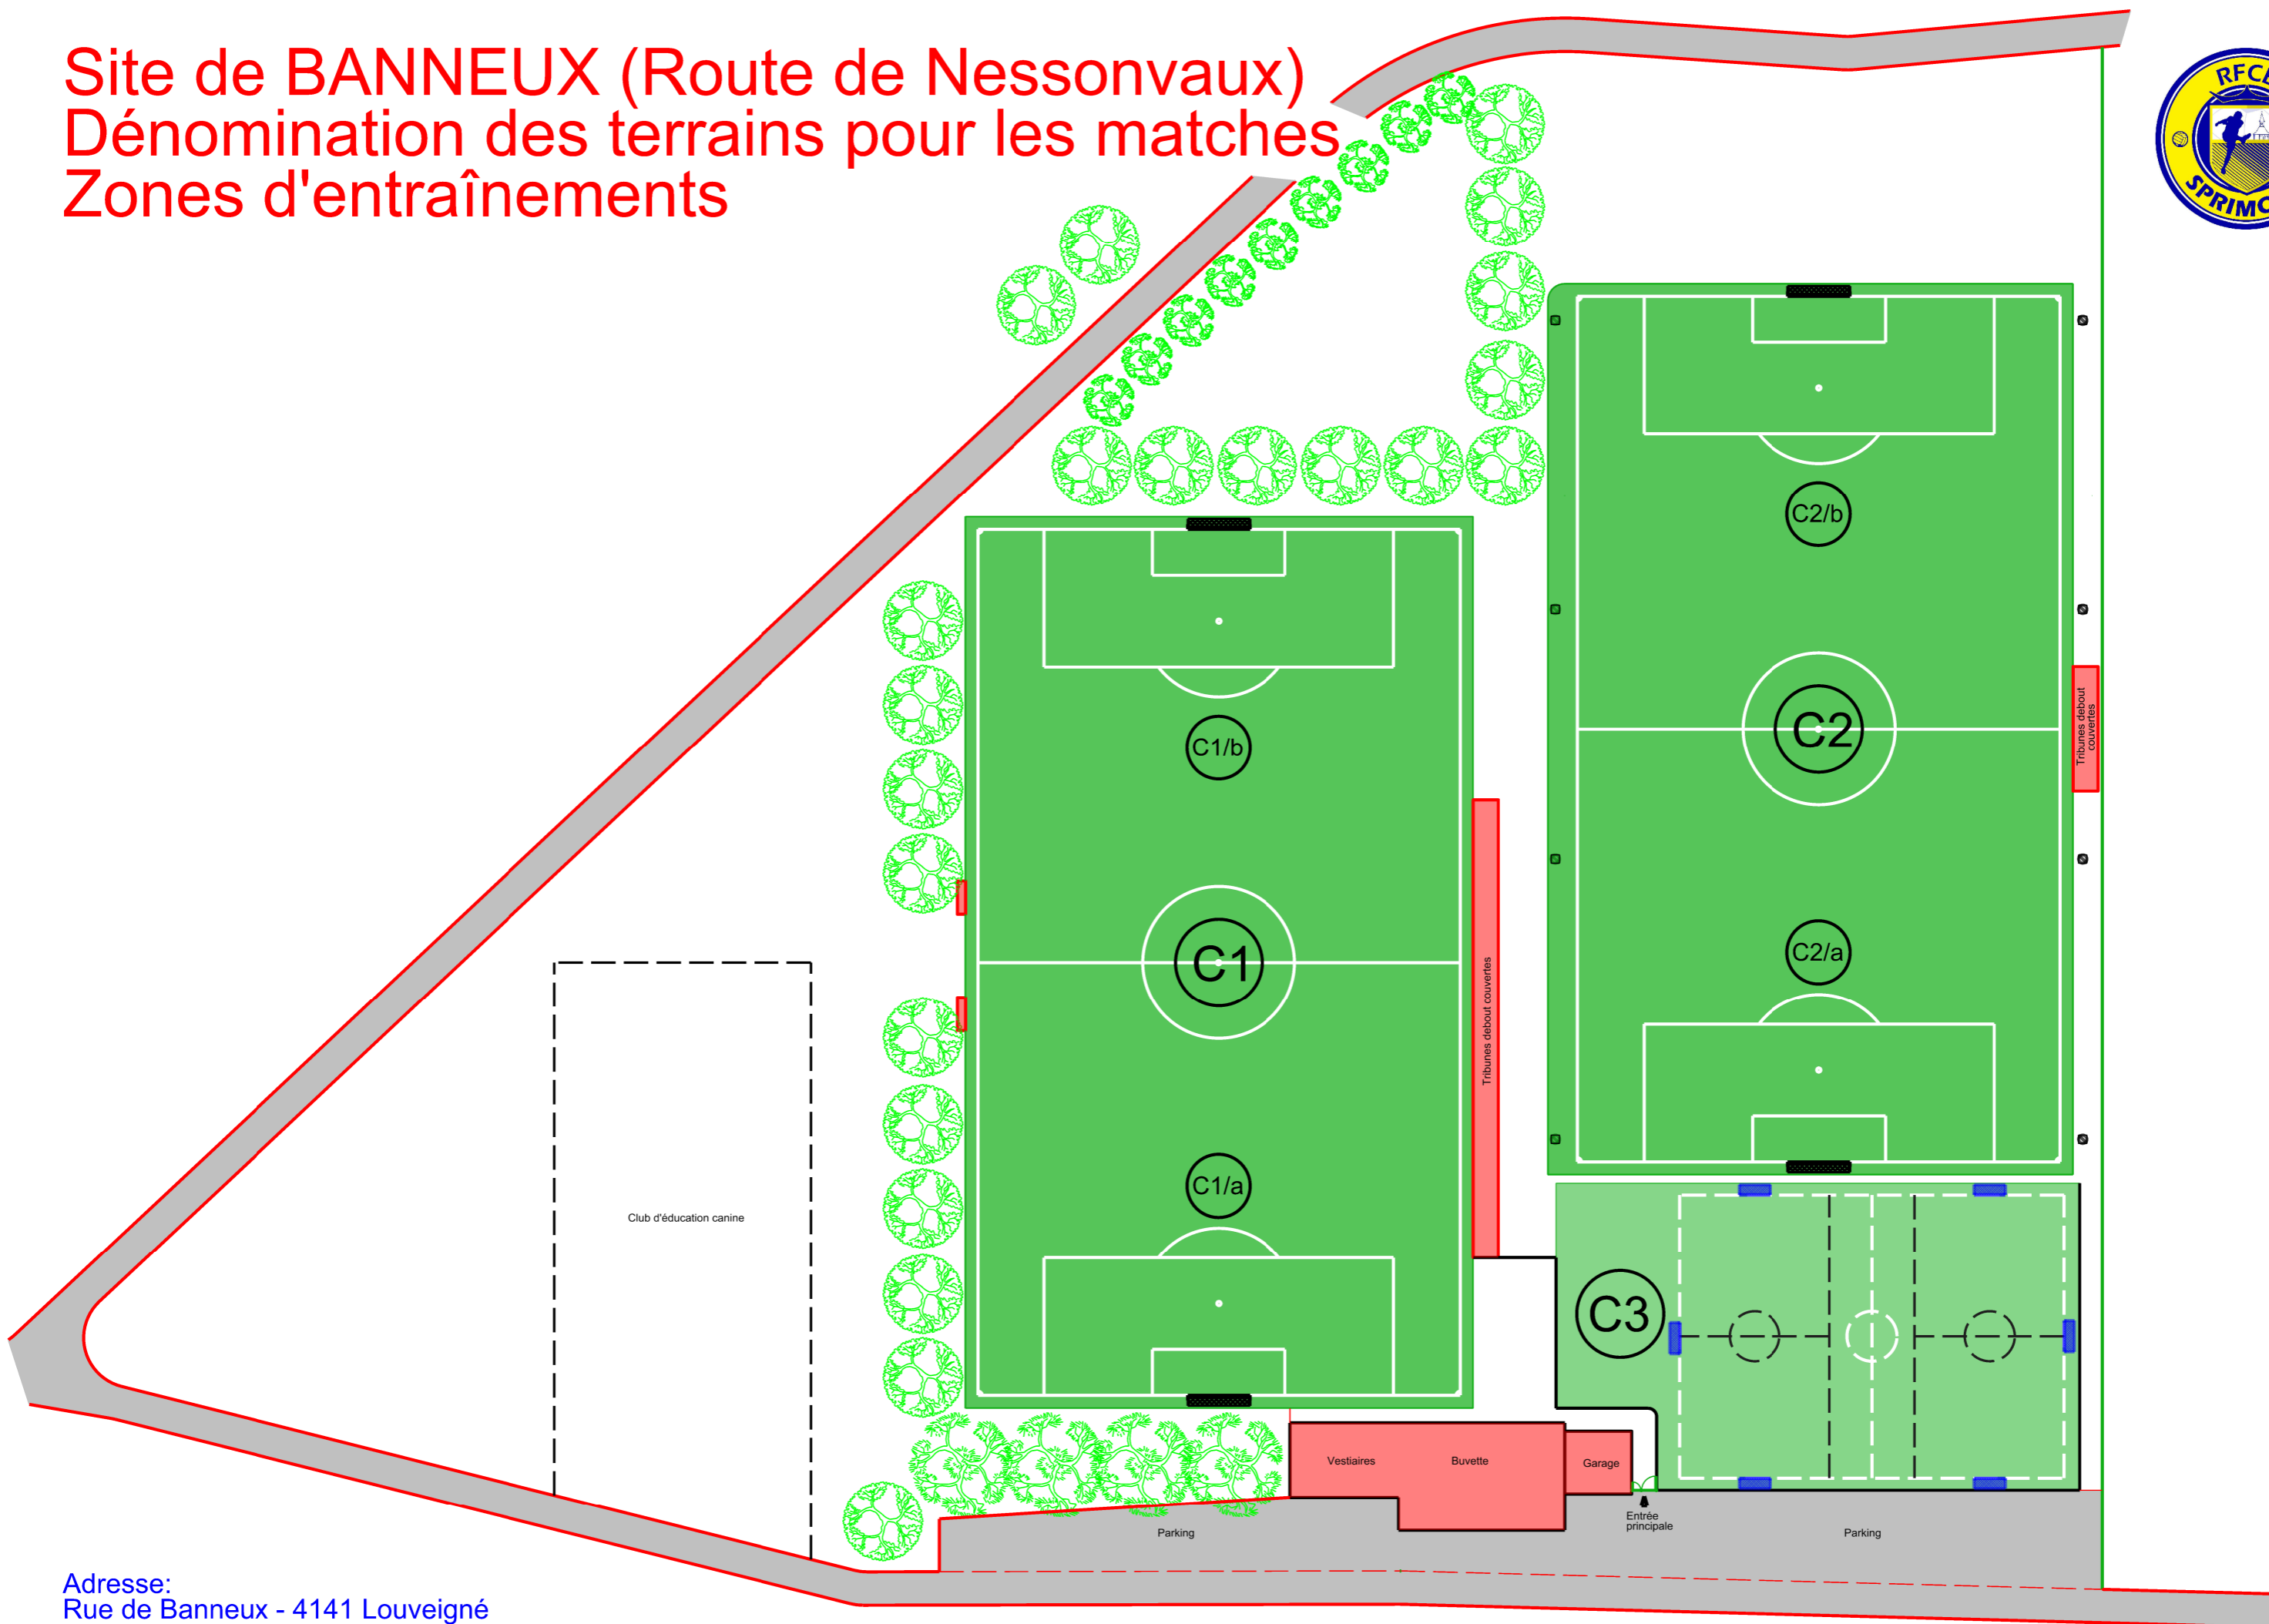 Site de BANNEUX (Route de Nessonvaux)
Dénomination des terrains pour les matches
Zones d'entraînements
C2/b
C2
Tribunes debout
couvertes
C1/b
C1
Tribunes debout couvertes
C2/a
C1/a
Club d'éducation canine
C3
Vestiaires
Buvette
Garage
Entrée
principale
Parking
Parking
Adresse:
Rue de Banneux - 4141 Louveigné